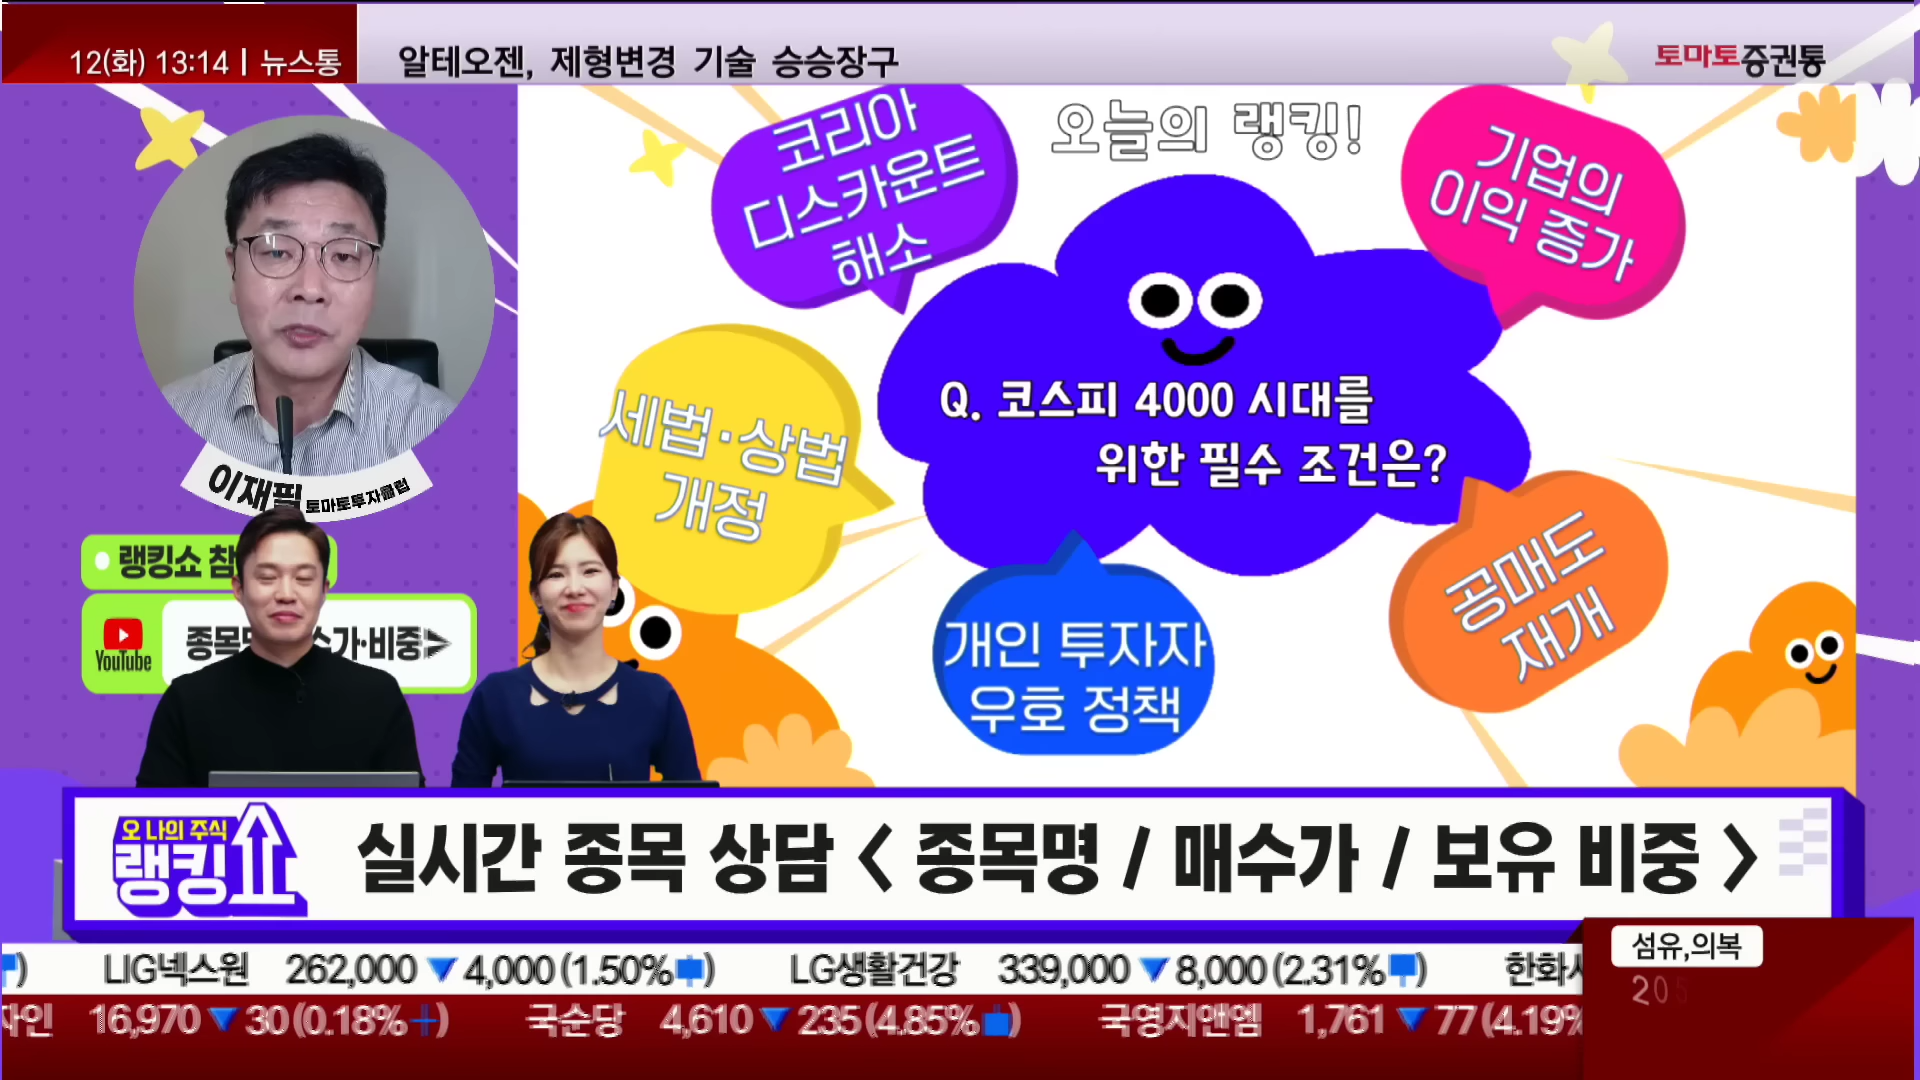 12(화) 13:14 | 뉴스통
알테오젠, 제형변경 기술 승승장구
토마토증권통
오늘의 랭킹!
코리아
디스카운트
해소
기업의
이익 증가
세법·상법
개정
Q. 코스피 4000 시대를
위한 필수 조건은?
개인 투자자
우호 정책
공매도
재개
이재필 토마토투자클럽
랭킹쇼
YouTube
오 나의 주식
랭킹
실시간 종목 상담 < 종목명 / 매수가 / 보유 비중 >
LIG넥스원 262,000 ▼ 4,000 (1.50%) LG생활건강 339,000 ▼ 8,000 (2.31%)
16,970 ▼ 30 (0.18%) 국순당 4,610 ▼ 235 (4.85%) 국영지앤엠 1,761 ▼ 77 (4.19%
섬유,의복